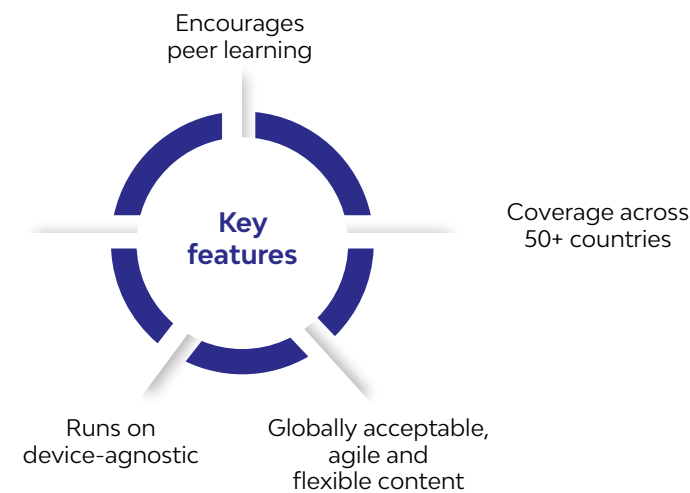 Encourages
peer learning
Key
features
Coverage across
50+ countries
Runs on
device-agnostic
Globally acceptable,
agile and
flexible content